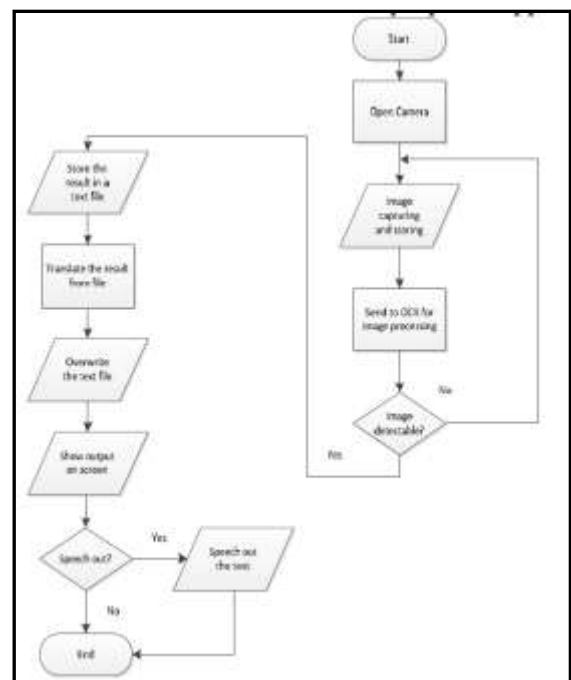 Start
Open Camera
Image
capturing
and storing
Send to OCR for
image processing
Image
detectable?
No
Yes
Store the
result in a
text file
Translate the result
from file
Overwrite
the text file
Show output
on screen
Speech out?
Yes
Speech out
the text
No
End